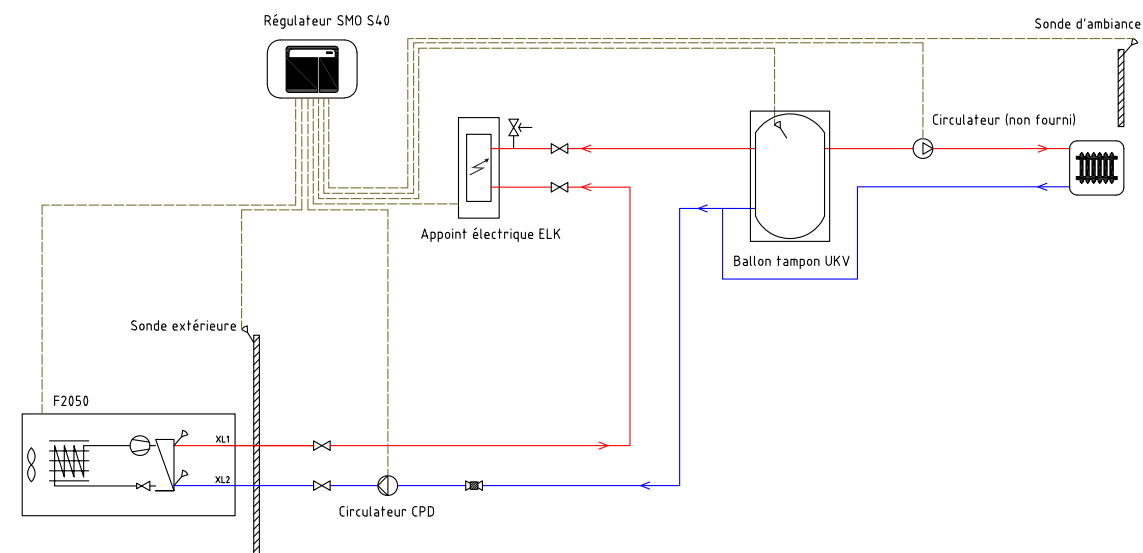 Régulateur SMO S40
Sonde d'ambiance
Circulateur (non fourni)
Appoint électrique ELK
Ballon tampon UKV
Sonde extérieure
F2050
XL1
XL2
Circulateur CPD